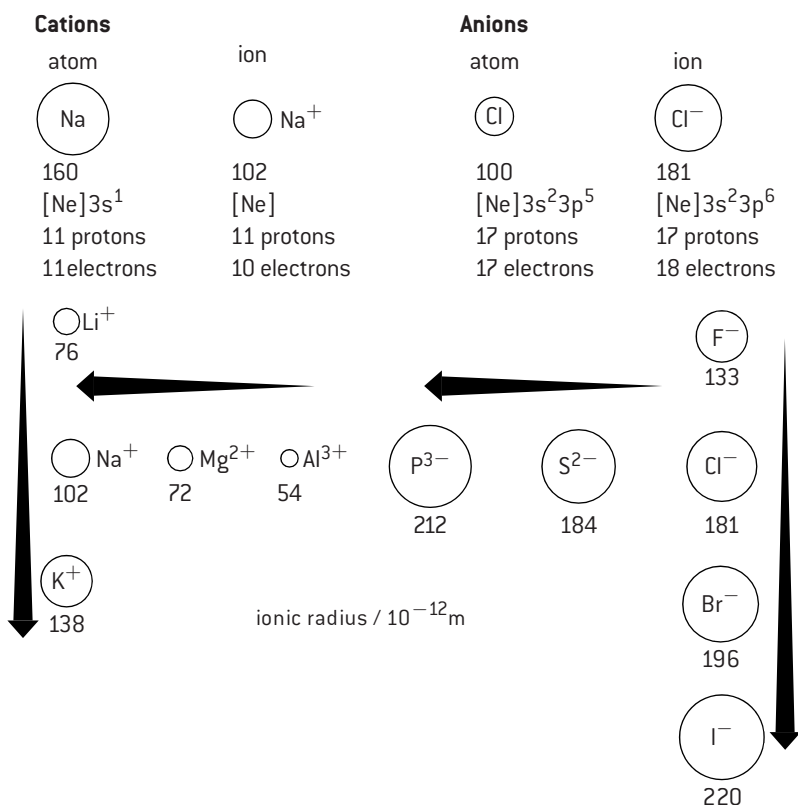 Cations Anions
atom ion atom ion
Na Na⁺ Cl Cl⁻
160 102 100 181
[Ne]3s¹ [Ne] [Ne]3s²3p⁵ [Ne]3s²3p⁶
11 protons 11 protons 17 protons 17 protons
11electrons 10 electrons 17 electrons 18 electrons
Li⁺ F⁻
76 133
Na⁺ Mg²⁺ Al³⁺ P³⁻ S²⁻ Cl⁻
102 72 54 212 184 181
K⁺ Br⁻
138 ionic radius / 10⁻¹²m
196
I⁻
220